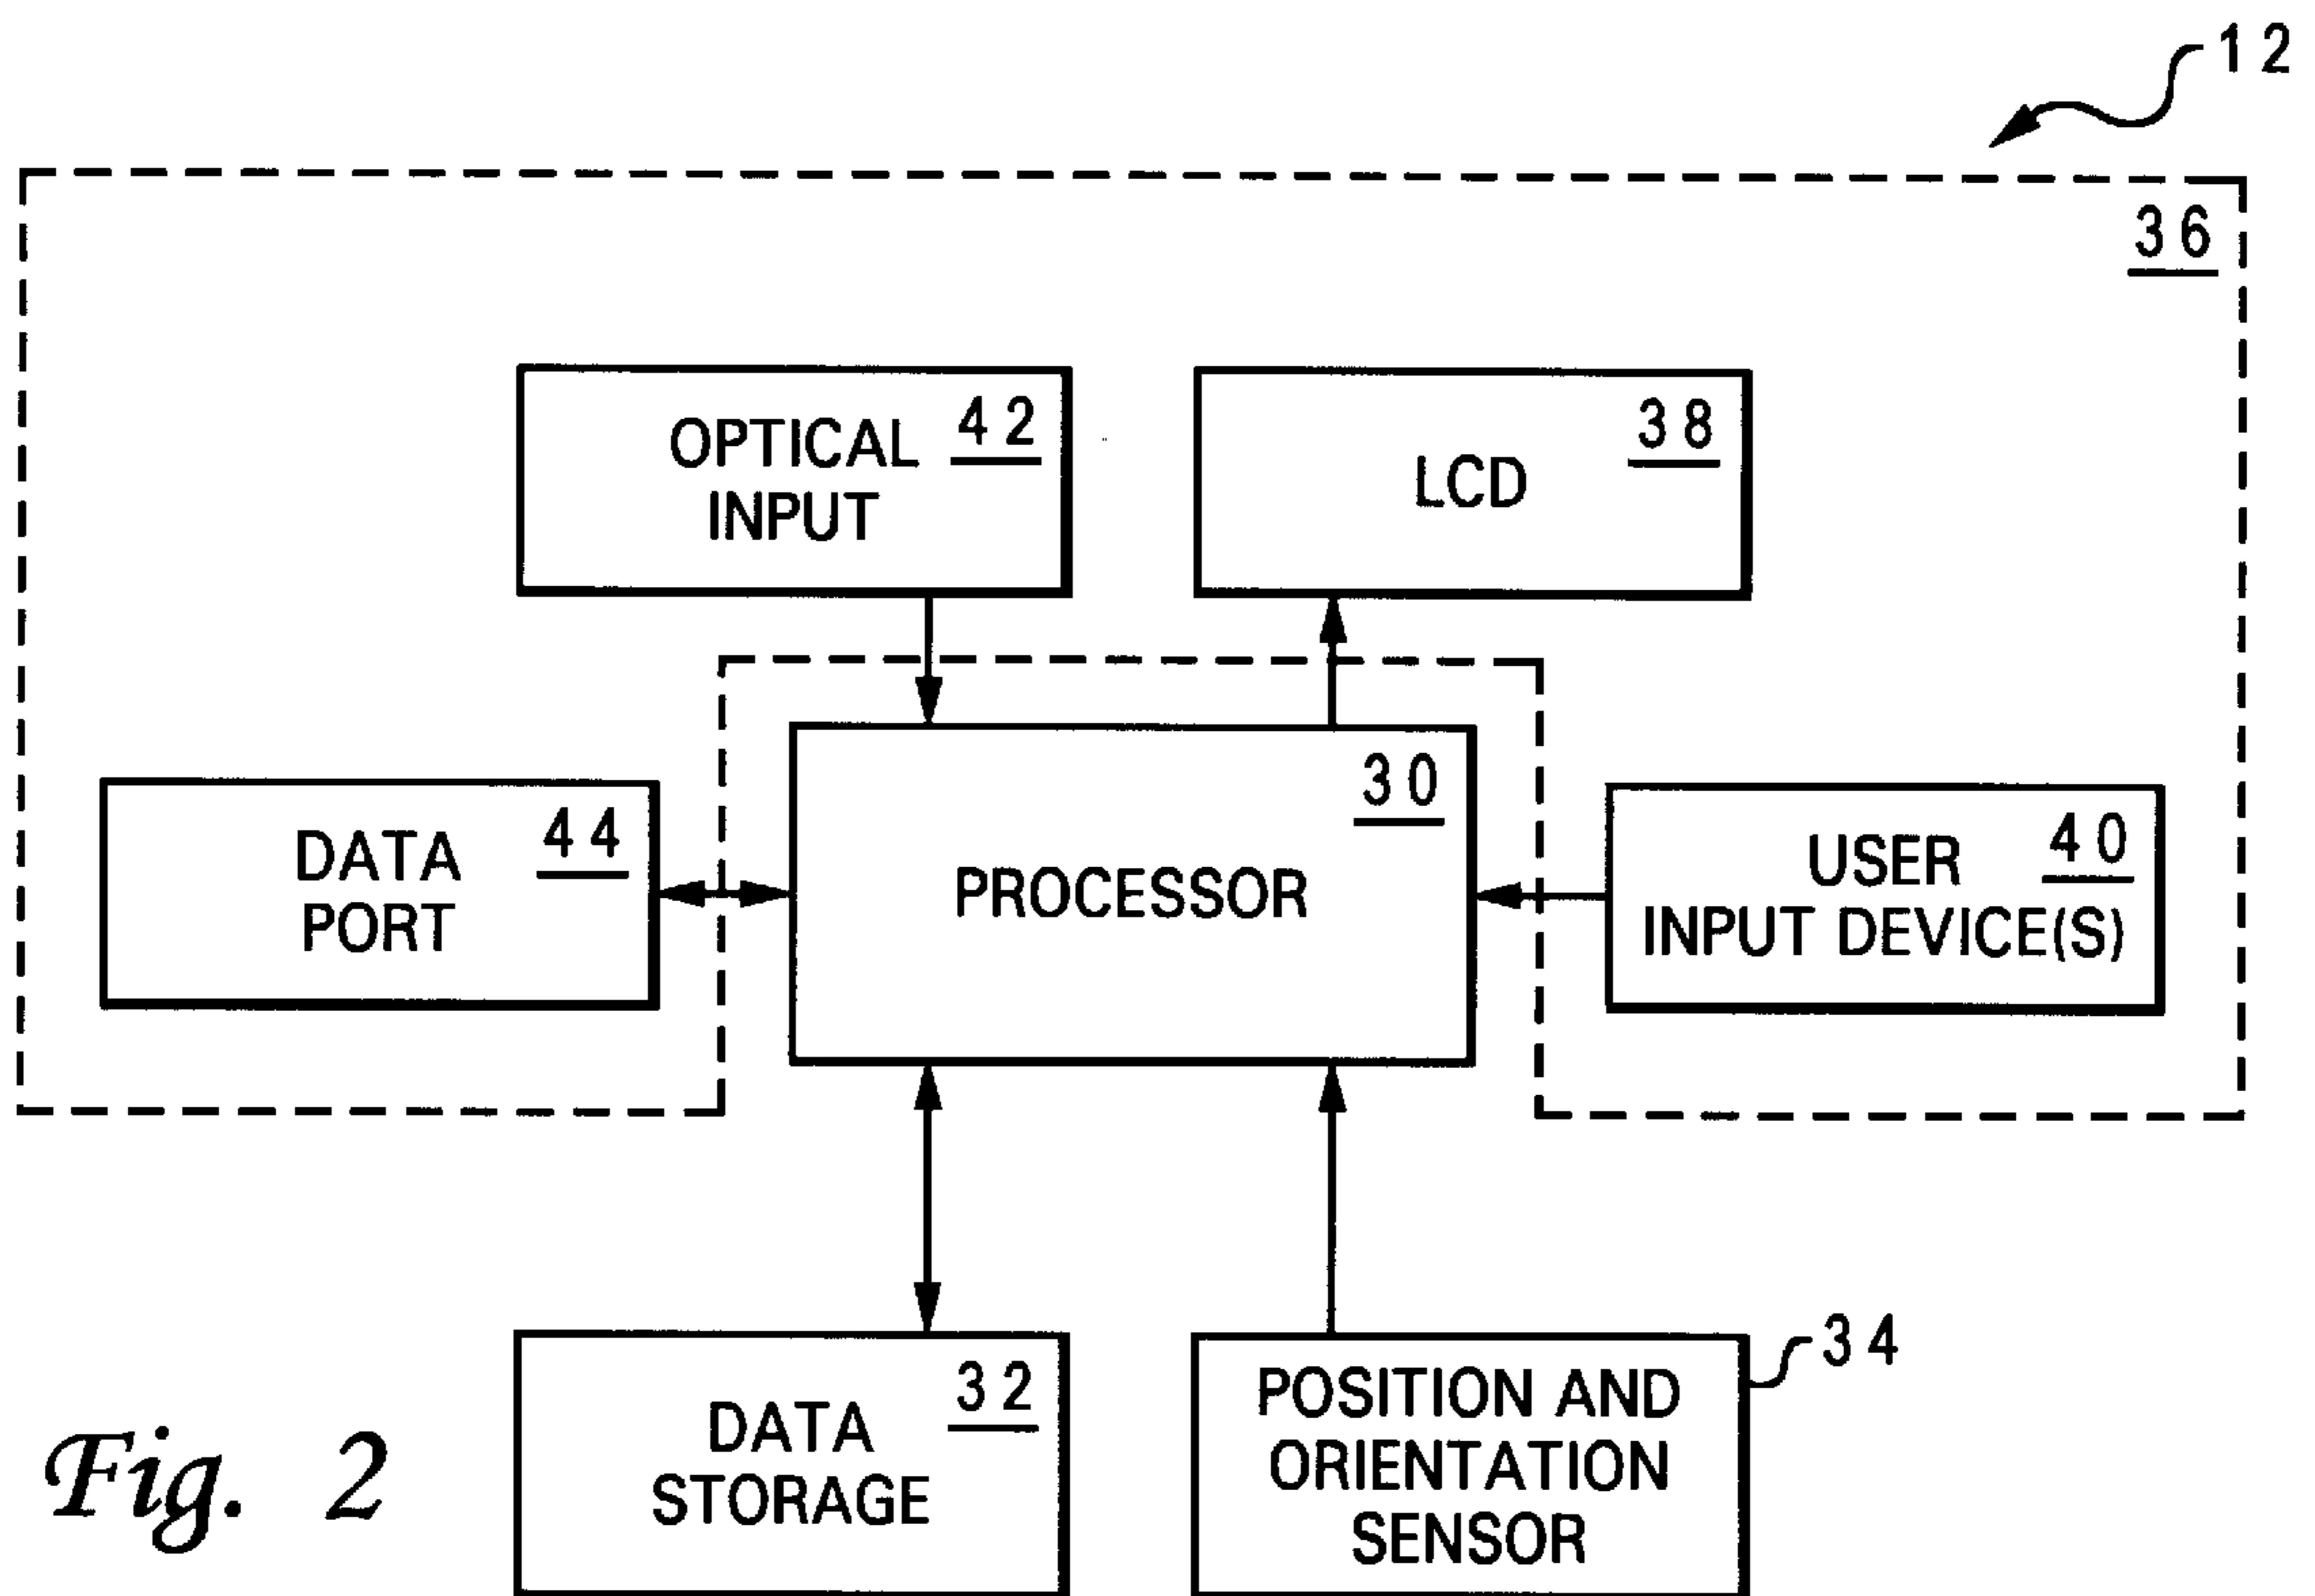 12
36
OPTICAL 42
INPUT
LCD 38
DATA 44
PORT
PROCESSOR 30
USER 40
INPUT DEVICE(S)
DATA 32
STORAGE
POSITION AND
ORIENTATION
SENSOR
34
Fig. 2